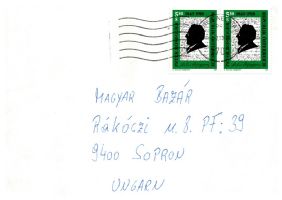 MAGYAR BAZÁR
Rákóczi u. 8. PF: 39
9400 SOPRON
UNGARN